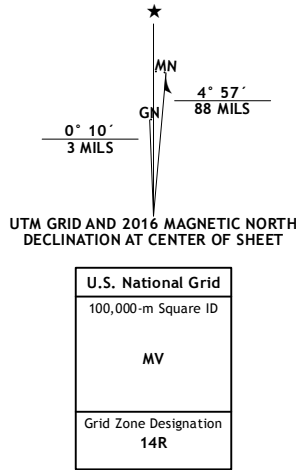 ★
MN
4° 57´
88 MILS
GN
0° 10´
3 MILS
UTM GRID AND 2016 MAGNETIC NORTH
DECLINATION AT CENTER OF SHEET
U.S. National Grid
100,000-m Square ID
MV
Grid Zone Designation
14R